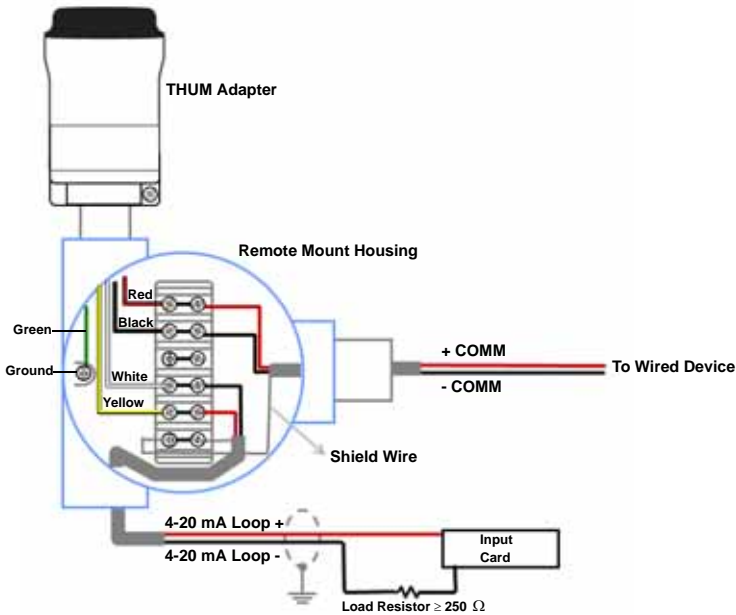 THUM Adapter
Remote Mount Housing
Red
Black
Green
Ground
White
Yellow
+ COMM
- COMM
To Wired Device
Shield Wire
4-20 mA Loop +
4-20 mA Loop -
Input
Card
Load Resistor ≥ 250 Ω